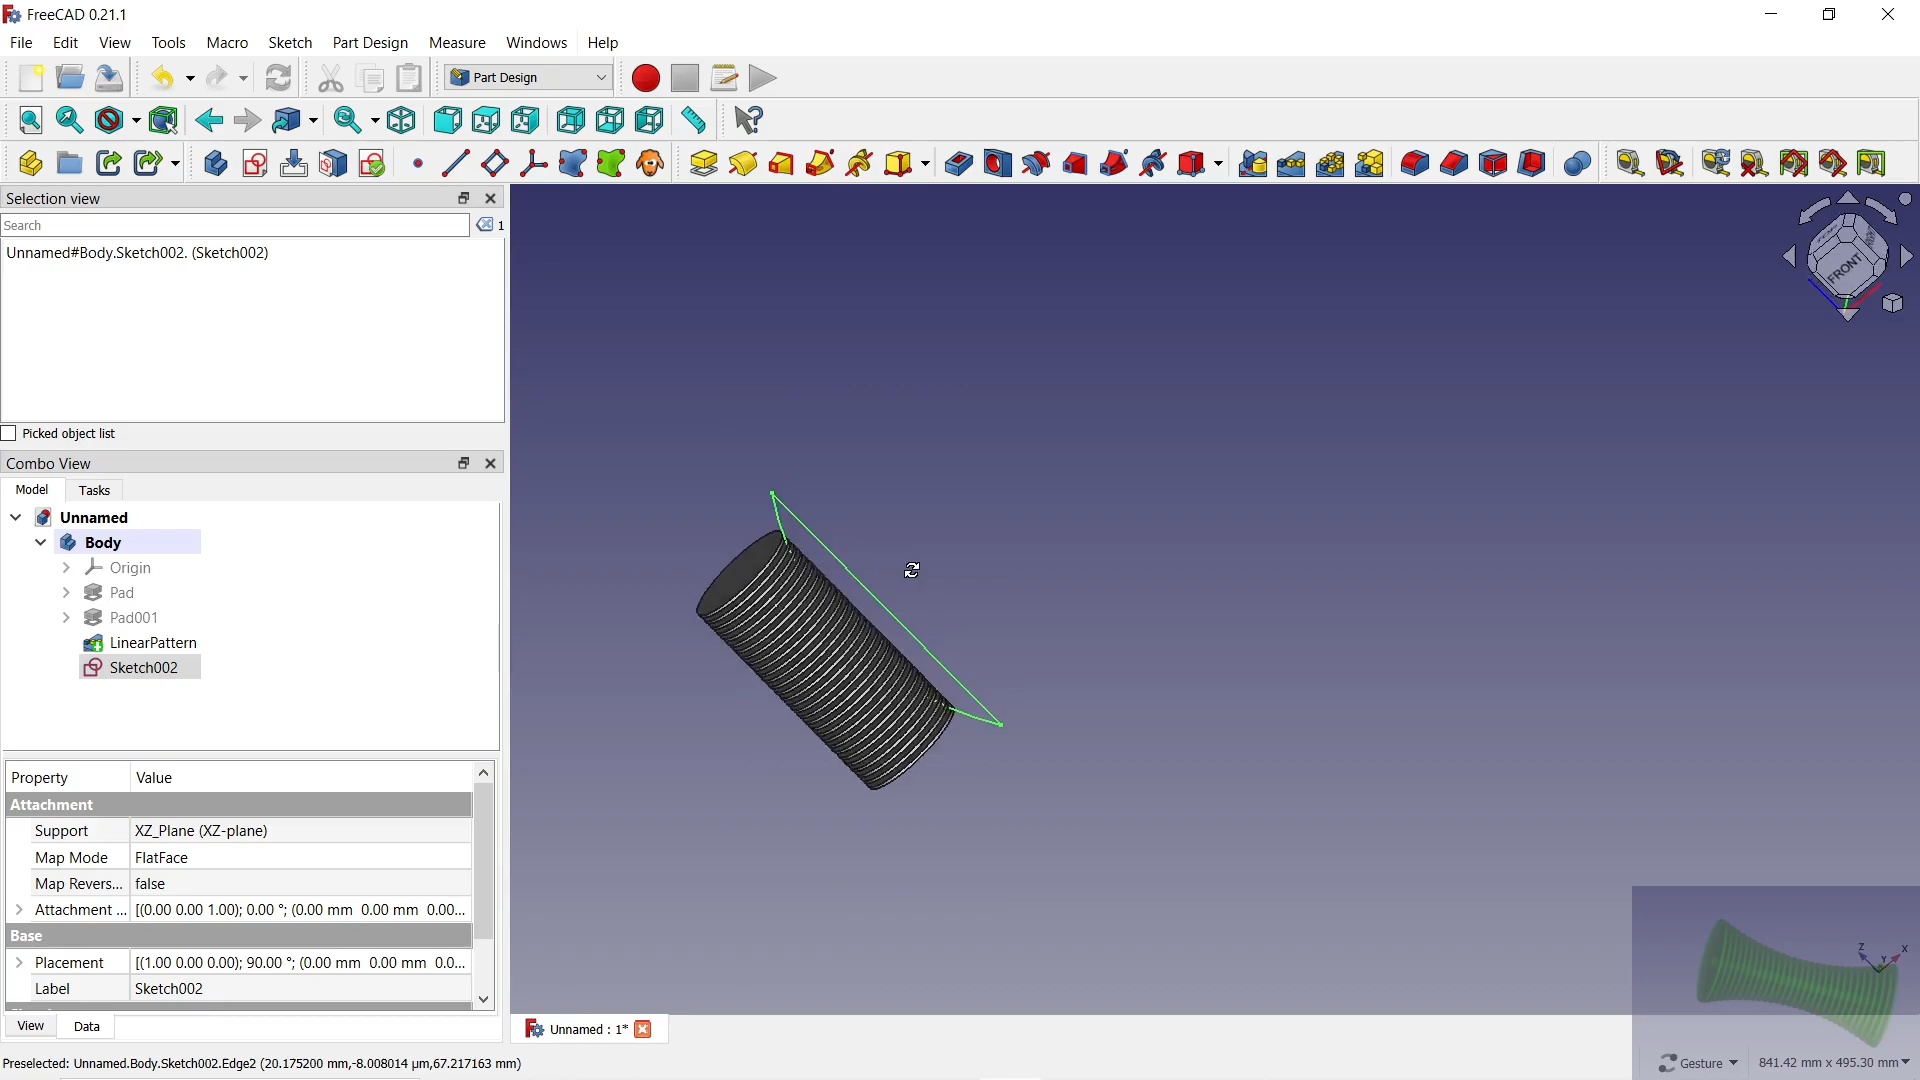 FreeCAD 0.21.1
File Edit View Tools Macro Sketch Part Design Measure Windows Help
Part Design
Selection view
Search
1
Unnamed#Body.Sketch002. (Sketch002)
Picked object list
Combo View
Model Tasks
Unnamed
Body
Origin
Pad
Pad001
LinearPattern
Sketch002
Property Value
Attachment
Support XZ_Plane (XZ-plane)
Map Mode FlatFace
Map Revers... false
Attachment ... [(0.00 0.00 1.00); 0.00 °; (0.00 mm 0.00 mm 0.00...
Base
Placement [(1.00 0.00 0.00); 90.00 °; (0.00 mm 0.00 mm 0.0...
Label Sketch002
View Data
FRONT
Z Y X
Unnamed : 1*
Preselected: Unnamed.Body.Sketch002.Edge2 (20.175200 mm,-8.008014 µm,67.217163 mm)
Gesture 841.42 mm x 495.30 mm